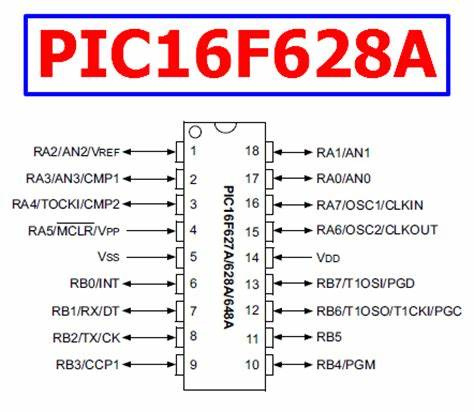 PIC16F628A
RA2/AN2/VREF 1 18 RA1/AN1
RA3/AN3/CMP1 2 17 RA0/AN0
RA4/TOCKI/CMP2 3 16 RA7/OSC1/CLKIN
RA5/MCLR/VPP 4 15 RA6/OSC2/CLKOUT
VSS 5 14 VDD
RB0/INT 6 13 RB7/T1OSI/PGD
RB1/RX/DT 7 12 RB6/T1OSO/T1CKI/PGC
RB2/TX/CK 8 11 RB5
RB3/CCP1 9 10 RB4/PGM
PIC16F627A/628A/648A